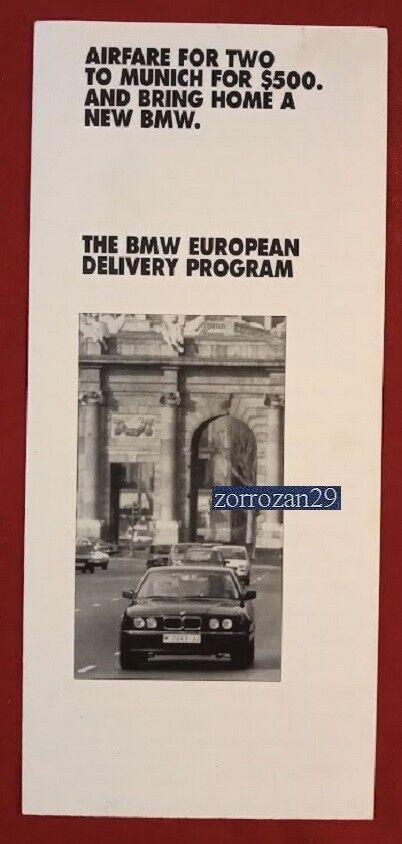 AIRFARE FOR TWO
TO MUNICH FOR $500.
AND BRING HOME A
NEW BMW.
THE BMW EUROPEAN
DELIVERY PROGRAM
zorrozan29